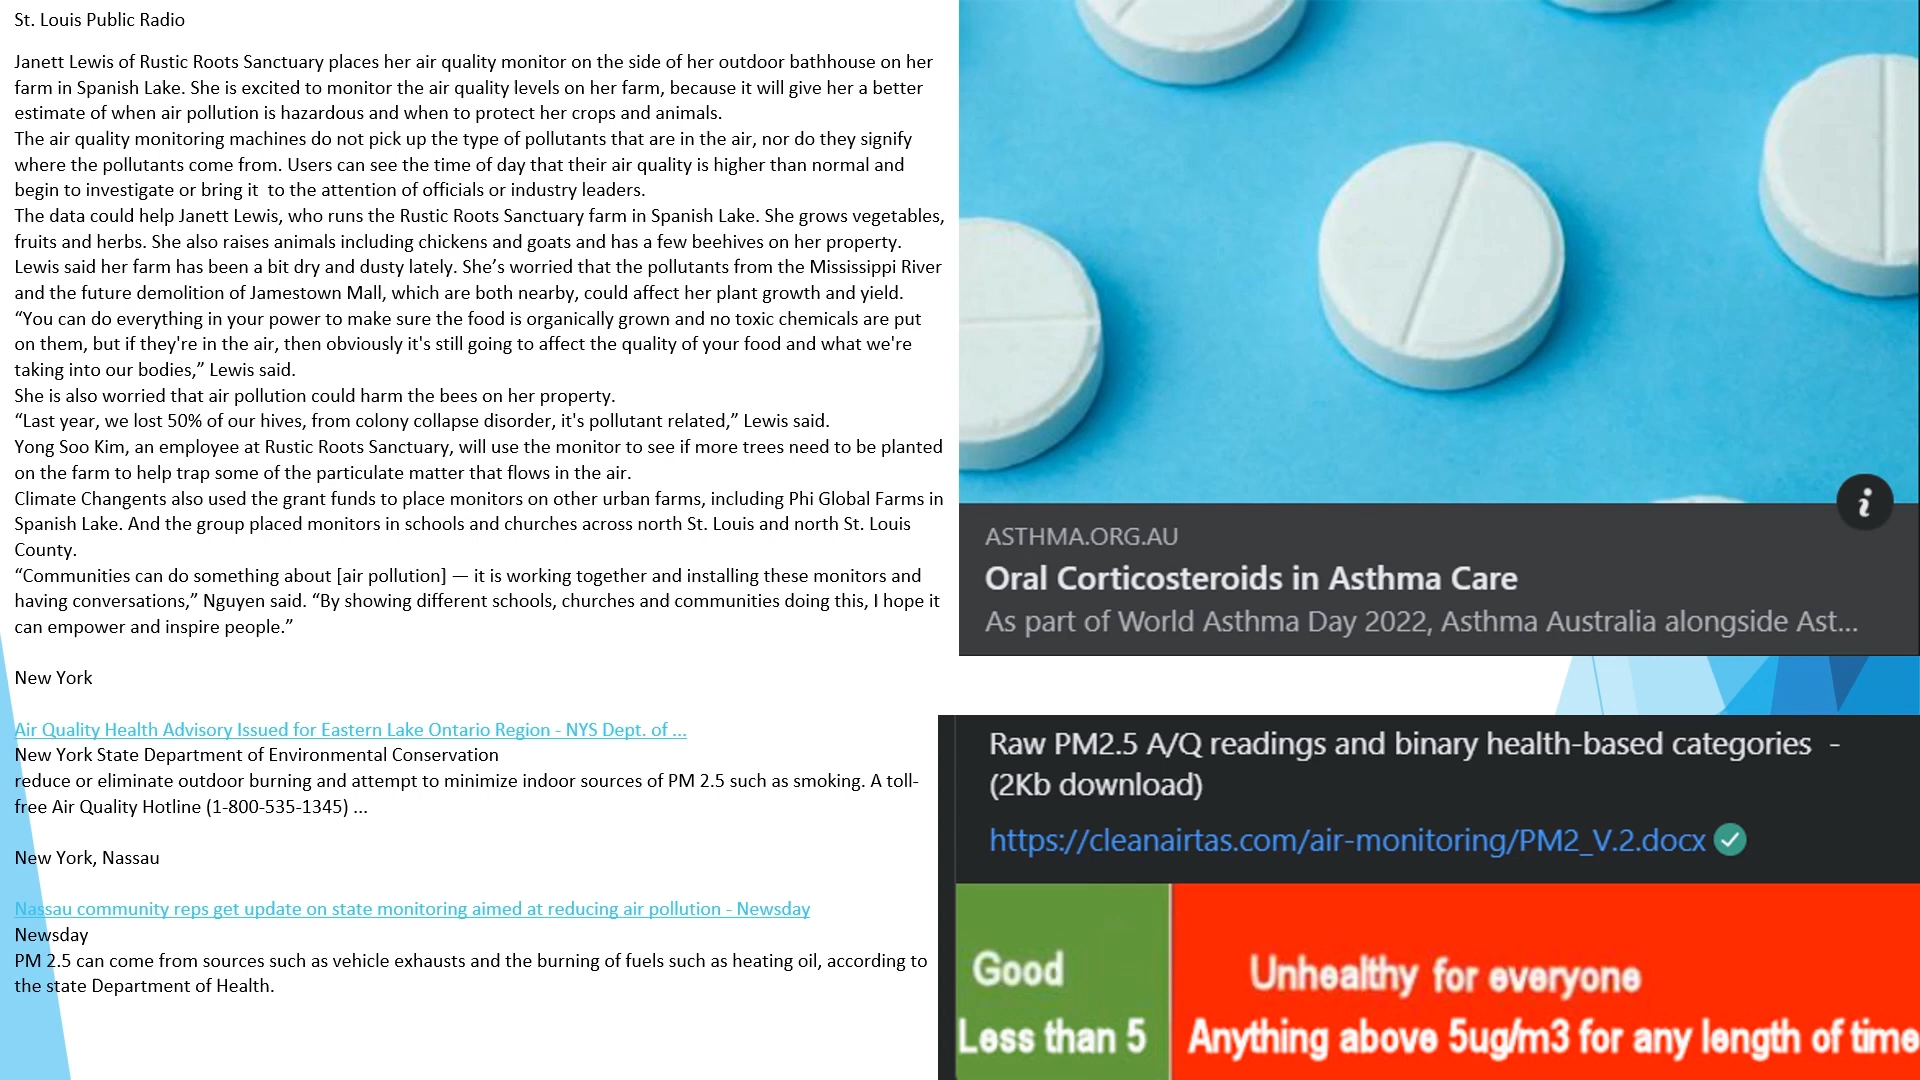 St. Louis Public Radio
Janett Lewis of Rustic Roots Sanctuary places her air quality monitor on the side of her outdoor bathhouse on her
farm in Spanish Lake. She is excited to monitor the air quality levels on her farm, because it will give her a better
estimate of when air pollution is hazardous and when to protect her crops and animals.
The air quality monitoring machines do not pick up the type of pollutants that are in the air, nor do they signify
where the pollutants come from. Users can see the time of day that their air quality is higher than normal and
begin to investigate or bring it  to the attention of officials or industry leaders.
The data could help Janett Lewis, who runs the Rustic Roots Sanctuary farm in Spanish Lake. She grows vegetables,
fruits and herbs. She also raises animals including chickens and goats and has a few beehives on her property.
Lewis said her farm has been a bit dry and dusty lately. She’s worried that the pollutants from the Mississippi River
and the future demolition of Jamestown Mall, which are both nearby, could affect her plant growth and yield.
“You can do everything in your power to make sure the food is organically grown and no toxic chemicals are put
on them, but if they're in the air, then obviously it's still going to affect the quality of your food and what we're
taking into our bodies,” Lewis said.
She is also worried that air pollution could harm the bees on her property.
“Last year, we lost 50% of our hives, from colony collapse disorder, it's pollutant related,” Lewis said.
Yong Soo Kim, an employee at Rustic Roots Sanctuary, will use the monitor to see if more trees need to be planted
on the farm to help trap some of the particulate matter that flows in the air.
Climate Changents also used the grant funds to place monitors on other urban farms, including Phi Global Farms in
Spanish Lake. And the group placed monitors in schools and churches across north St. Louis and north St. Louis
County.
“Communities can do something about [air pollution] — it is working together and installing these monitors and
having conversations,” Nguyen said. “By showing different schools, churches and communities doing this, I hope it
can empower and inspire people.”
New York
Air Quality Health Advisory Issued for Eastern Lake Ontario Region - NYS Dept. of ...
New York State Department of Environmental Conservation
reduce or eliminate outdoor burning and attempt to minimize indoor sources of PM 2.5 such as smoking. A toll-
free Air Quality Hotline (1-800-535-1345) ...
New York, Nassau
Nassau community reps get update on state monitoring aimed at reducing air pollution - Newsday
Newsday
PM 2.5 can come from sources such as vehicle exhausts and the burning of fuels such as heating oil, according to
the state Department of Health.
ASTHMA.ORG.AU
Oral Corticosteroids in Asthma Care
As part of World Asthma Day 2022, Asthma Australia alongside Ast...
Raw PM2.5 A/Q readings and binary health-based categories -
(2Kb download)
https://cleanairtas.com/air-monitoring/PM2_V.2.docx
Good
Less than 5
Unhealthy for everyone
Anything above 5ug/m3 for any length of time